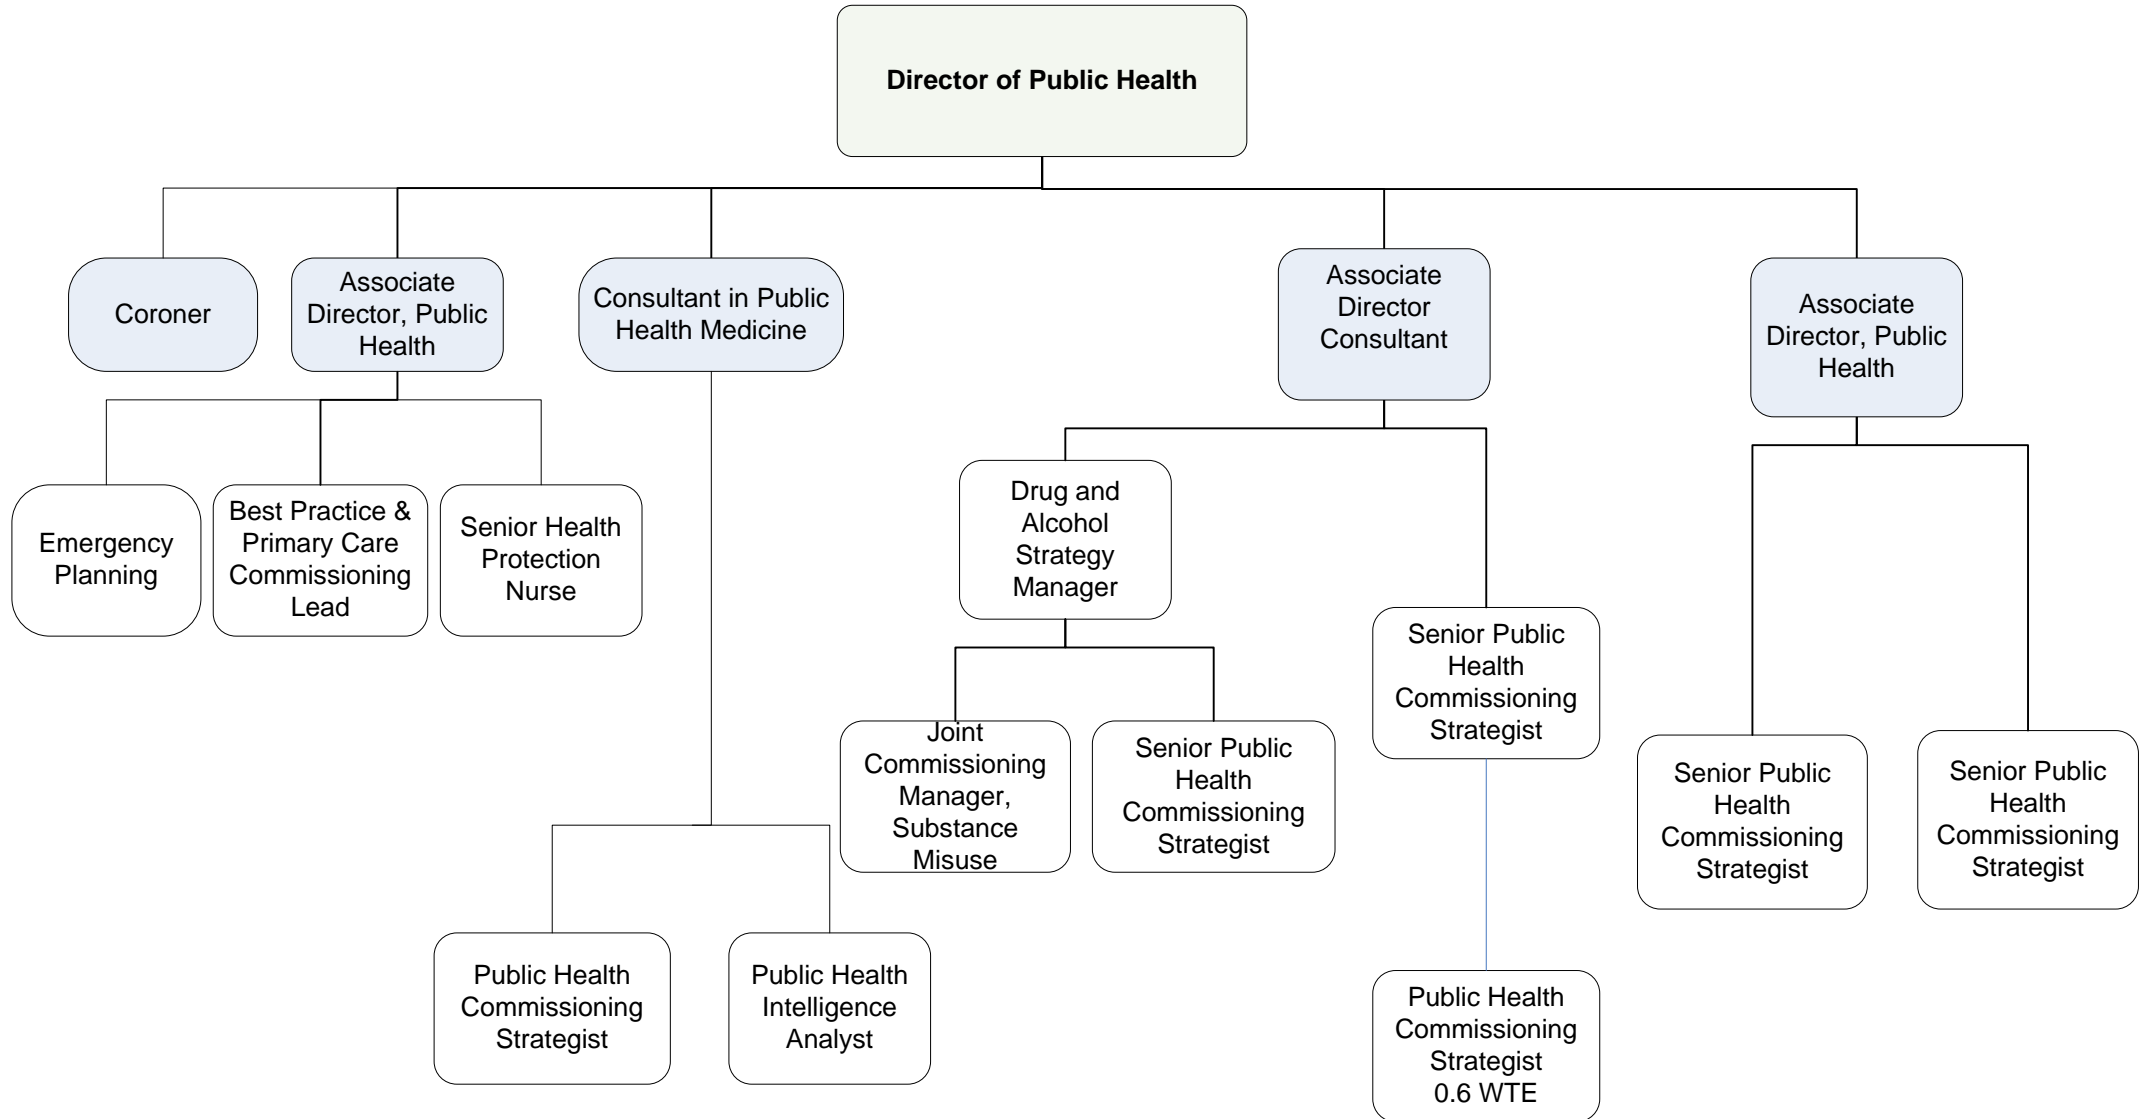 Director of Public Health
Coroner
Associate
Director, Public
Health
Consultant in Public
Health Medicine
Associate
Director
Consultant
Associate
Director, Public
Health
Emergency
Planning
Best Practice &
Primary Care
Commissioning
Lead
Senior Health
Protection
Nurse
Drug and
Alcohol
Strategy
Manager
Senior Public
Health
Commissioning
Strategist
Joint
Commissioning
Manager,
Substance
Misuse
Senior Public
Health
Commissioning
Strategist
Senior Public
Health
Commissioning
Strategist
Senior Public
Health
Commissioning
Strategist
Public Health
Commissioning
Strategist
Public Health
Intelligence
Analyst
Public Health
Commissioning
Strategist
0.6 WTE